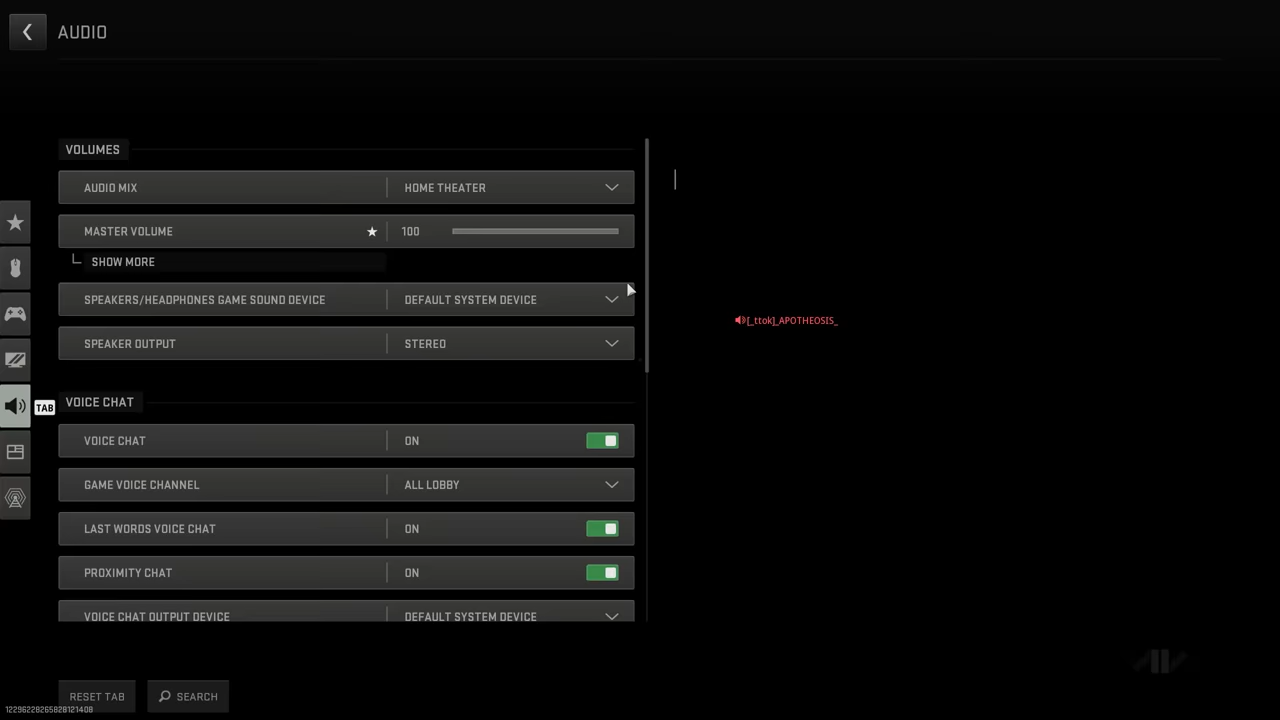 AUDIO
VOLUMES
AUDIO MIX HOME THEATER
MASTER VOLUME 100
SHOW MORE
SPEAKERS/HEADPHONES GAME SOUND DEVICE DEFAULT SYSTEM DEVICE
[_ttok]_APOTHEOSIS_
SPEAKER OUTPUT STEREO
TAB
VOICE CHAT
VOICE CHAT ON
GAME VOICE CHANNEL ALL LOBBY
LAST WORDS VOICE CHAT ON
PROXIMITY CHAT ON
VOICE CHAT OUTPUT DEVICE DEFAULT SYSTEM DEVICE
RESET TAB SEARCH